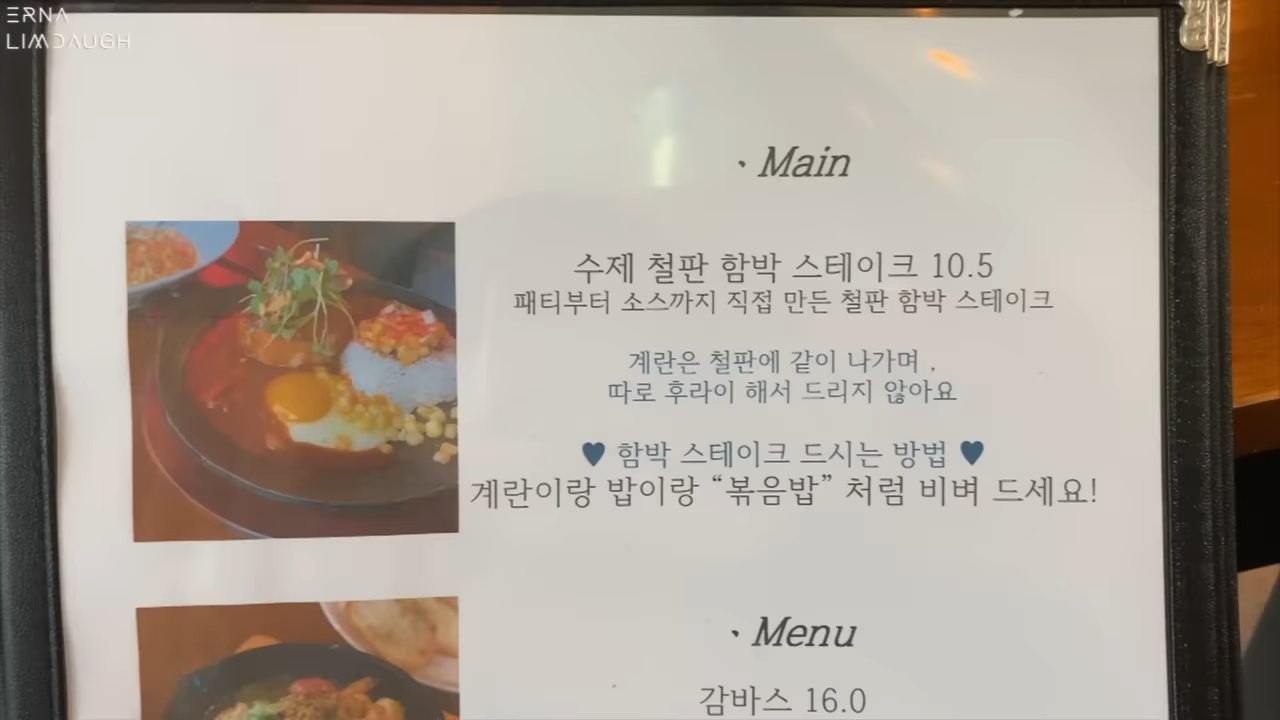 ERNA
LIMDAUGH
· Main
수제 철판 함박 스테이크 10.5
패티부터 소스까지 직접 만든 철판 함박 스테이크
계란은 철판에 같이 나가며 ,
따로 후라이 해서 드리지 않아요
♥ 함박 스테이크 드시는 방법 ♥
계란이랑 밥이랑 “볶음밥” 처럼 비벼 드세요!
· Menu
감바스 16.0